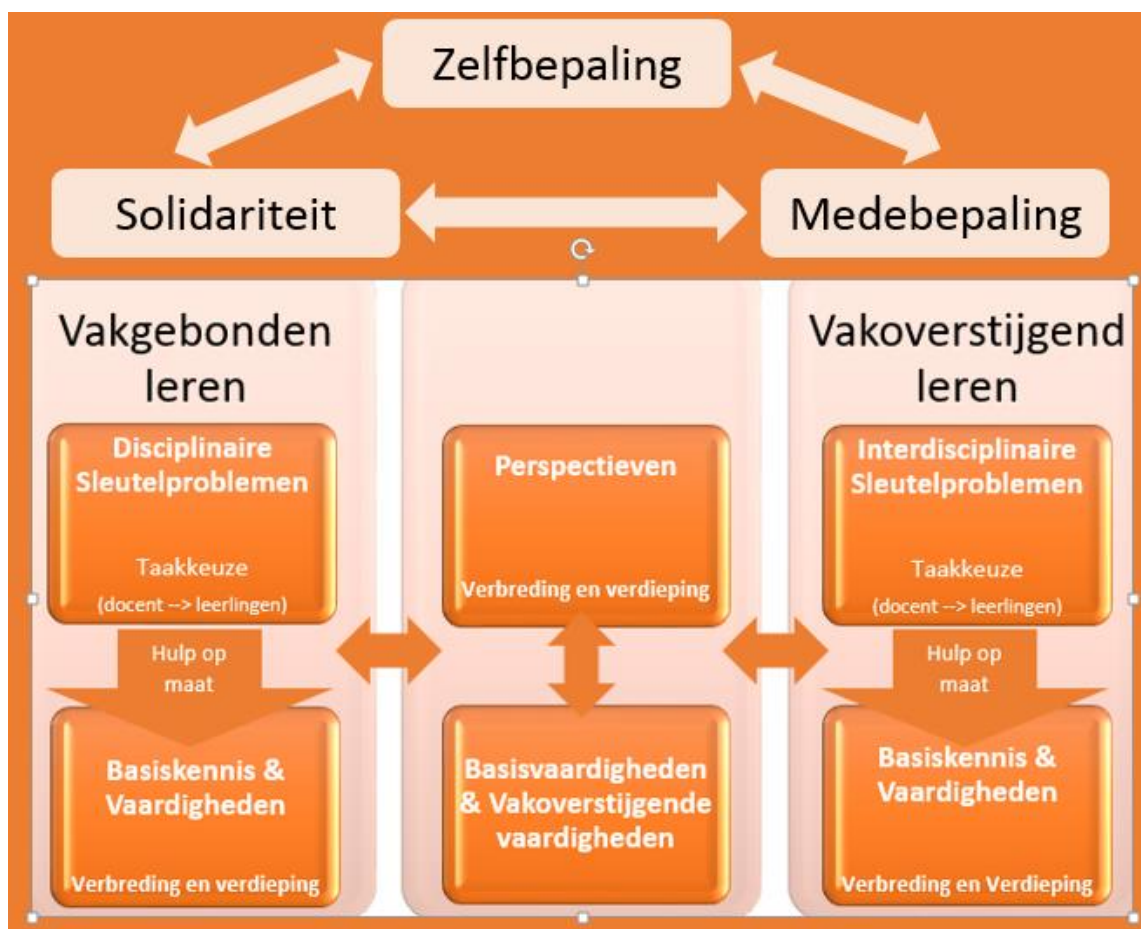 Zelfbepaling
Solidariteit
Medebepaling
Vakgebonden
leren
Disciplinaire
Sleutelproblemen
Taakkeuze
(docent --> leerlingen)
Hulp op
maat
Basiskennis &
Vaardigheden
Verbreding en verdieping
Perspectieven
Verbreding en verdieping
Basisvaardigheden
& Vakoverstijgende
vaardigheden
Vakoverstijgend
leren
Interdisciplinaire
Sleutelproblemen
Taakkeuze
(docent --> leerlingen)
Hulp op
maat
Basiskennis &
Vaardigheden
Verbreding en Verdieping